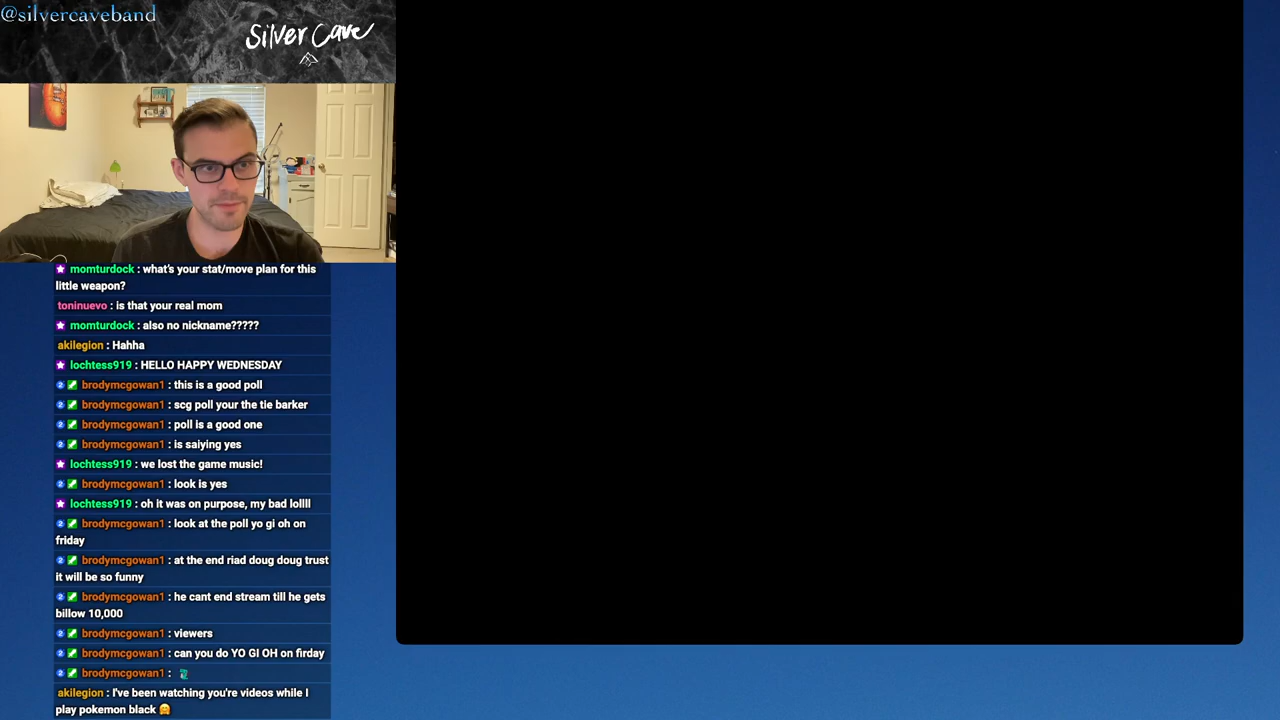 @silvercaveband
Silver Cave
momturdock : what's your stat/move plan for this
little weapon?
toninuevo : is that your real mom
momturdock : also no nickname?????
akilegion : Hahha
lochtess919 : HELLO HAPPY WEDNESDAY
brodymcgowan1 : this is a good poll
brodymcgowan1 : scg poll your the tie barker
brodymcgowan1 : poll is a good one
brodymcgowan1 : is saiying yes
lochtess919 : we lost the game music!
brodymcgowan1 : look is yes
lochtess919 : oh it was on purpose, my bad lollll
brodymcgowan1 : look at the poll yo gi oh on
friday
brodymcgowan1 : at the end riad doug doug trust
it will be so funny
brodymcgowan1 : he cant end stream till he gets
billow 10,000
brodymcgowan1 : viewers
brodymcgowan1 : can you do YO GI OH on firday
brodymcgowan1 :
akilegion : I've been watching you're videos while I
play pokemon black 🤗